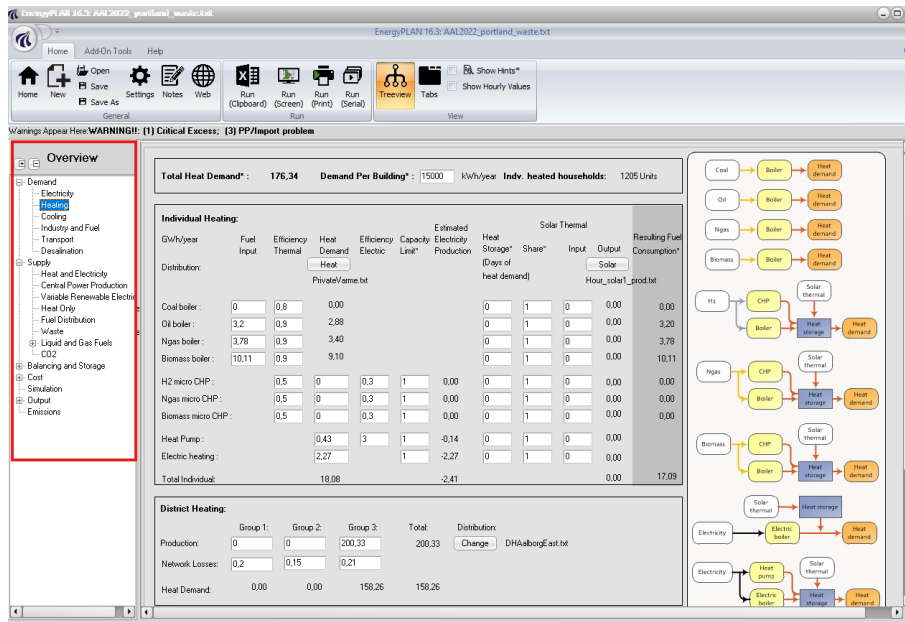 EnergyPLAN 16.3: AAL2022_portland_waste.txt
EnergyPLAN 16.3: AAL2022_portland_waste.txt
Home Add-On Tools Help
Home New Open Save Save As Settings Notes Web
General
Run (Clipboard) Run (Screen) Run (Print) Run (Serial)
Run
Treeview Tabs Show Hints* Show Hourly Values
View
Warnings Appear Here:WARNING!!: (1) Critical Excess; (3) PP/Import problem
Overview
Demand
Electricity
Heating
Cooling
Industry and Fuel
Transport
Desalination
Supply
Heat and Electricity
Central Power Production
Variable Renewable Electric
Heat Only
Fuel Distribution
Waste
Liquid and Gas Fuels
CO2
Balancing and Storage
Cost
Simulation
Output
Emissions
Total Heat Demand* : 176,34 Demand Per Building* : 15000 kWh/year Indv. heated households: 1205 Units
Individual Heating:
Solar Thermal
GWh/year Fuel Input Efficiency Thermal Heat Demand Efficiency Electric Capacity Limit* Estimated Electricity Production Heat Storage* (Days of heat demand) Share* Input Output Resulting Fuel Consumption*
Distribution: Heat Solar
PrivateVarme.txt Hour_solar1_prod.txt
Coal boiler : 0 0,8 0,00 0 1 0 0,00 0,00
Oil boiler : 3,2 0,9 2,88 0 1 0 0,00 3,20
Ngas boiler : 3,78 0,9 3,40 0 1 0 0,00 3,78
Biomass boiler : 10,11 0,9 9,10 0 1 0 0,00 10,11
H2 micro CHP : 0,5 0 0,3 1 0,00 0 1 0 0,00 0,00
Ngas micro CHP : 0,5 0 0,3 1 0,00 0 1 0 0,00 0,00
Biomass micro CHP : 0,5 0 0,3 1 0,00 0 1 0 0,00 0,00
Heat Pump : 0,43 3 1 -0,14 0 1 0 0,00
Electric heating : 2,27 1 -2,27 0 1 0 0,00
Total Individual: 18,08 -2,41 0,00 17,09
District Heating:
Group 1: Group 2: Group 3: Total: Distribution:
Production: 0 0 200,33 200,33 Change DHAalborgEast.txt
Network Losses: 0,2 0,15 0,21
Heat Demand: 0,00 0,00 158,26 158,26
Coal Boiler Heat demand
Oil Boiler Heat demand
Ngas Boiler Heat demand
Biomass Boiler Heat demand
Solar thermal
H2 CHP
Boiler Heat storage Heat demand
Solar thermal
Ngas CHP
Boiler Heat storage Heat demand
Solar thermal
Biomass CHP
Boiler Heat storage Heat demand
Solar thermal Heat storage
Electricity Electric boiler Heat demand
Electricity Heat pump Solar thermal
Electric boiler Heat storage Heat demand